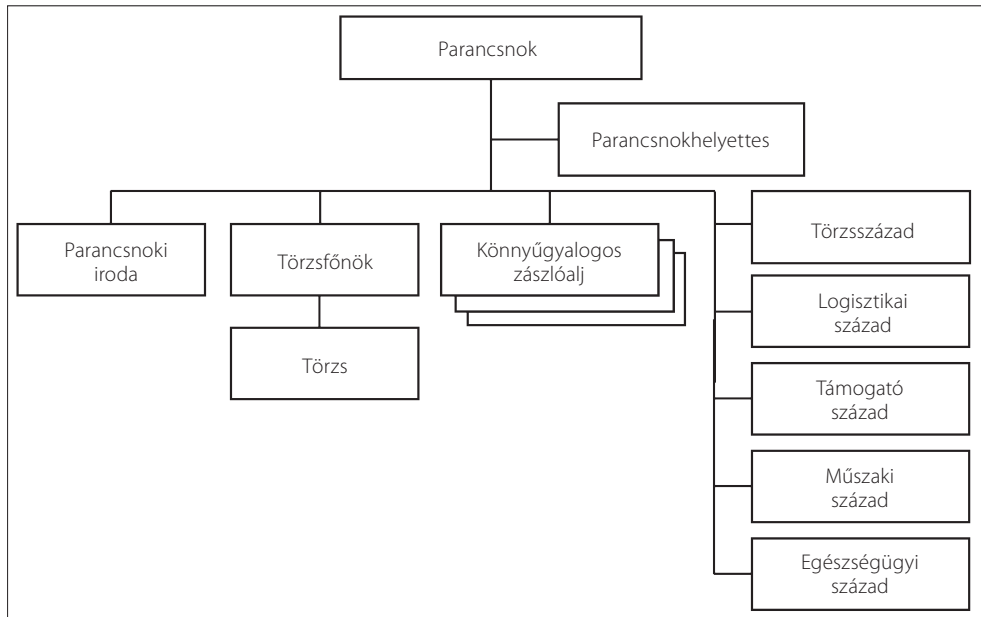 Parancsnok
Parancsnokhelyettes
Parancsnoki
iroda
Törzsfőnök
Könnyűgyalogos
zászlóalj
Törzs
Törzsszázad
Logisztikai
század
Támogató
század
Műszaki
század
Egészségügyi
század